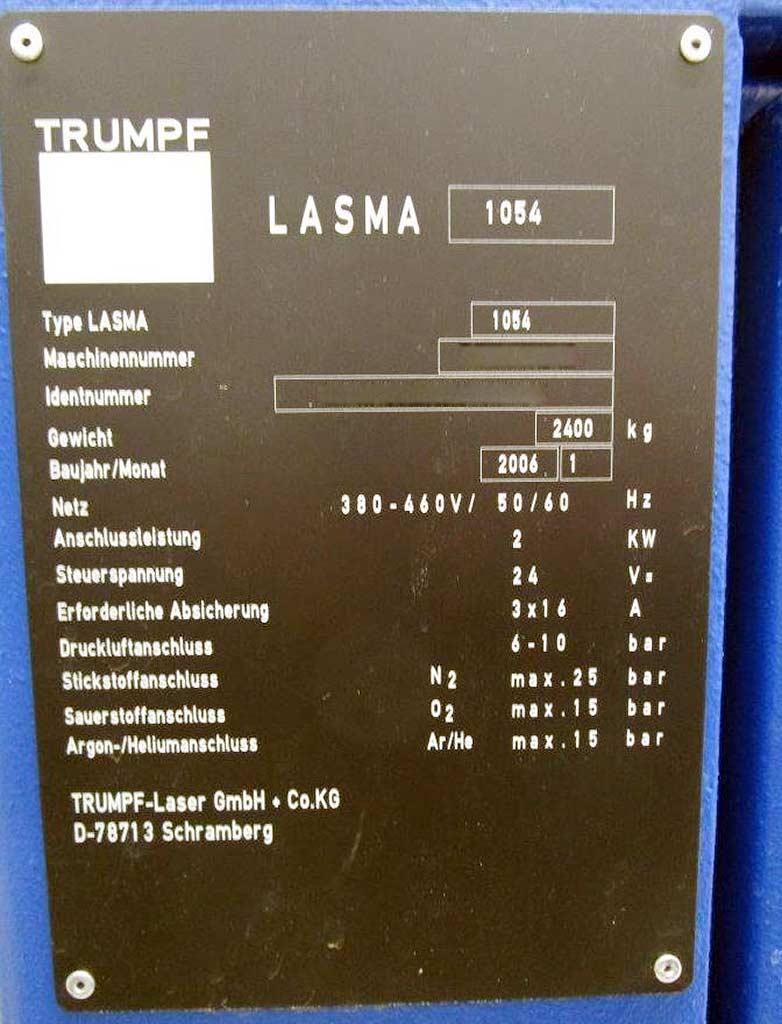 TRUMPF
LASMA 1054
Type LASMA 1054
Maschinennummer
Identnummer
Gewicht 2400 kg
Baujahr/Monat 2006 1
Netz 380-460V/ 50/60 Hz
Anschlussleistung 2 KW
Steuerspannung 24 V=
Erforderliche Absicherung 3x16 A
Druckluftanschluss 6-10 bar
Stickstoffanschluss N2 max.25 bar
Sauerstoffanschluss O2 max.15 bar
Argon-/Heliumanschluss Ar/He max.15 bar
TRUMPF-Laser GmbH + Co.KG
D-78713 Schramberg